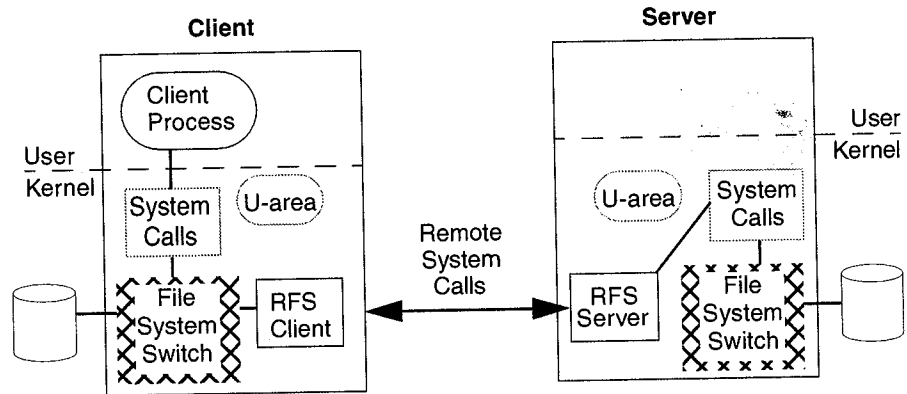 Client
Server
Client
Process
User
Kernel
System
Calls
U-area
File
System
Switch
RFS
Client
Remote
System
Calls
User
Kernel
U-area
System
Calls
RFS
Server
File
System
Switch